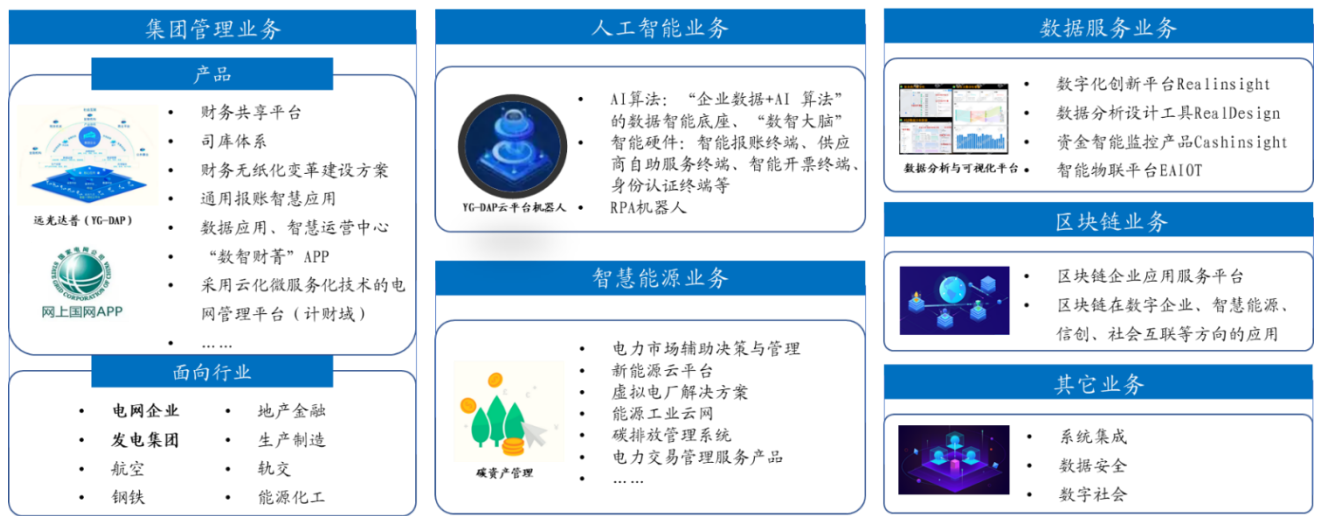 集团管理业务
产品
远光达普(YG-DAP)
网上国网APP
• 财务共享平台
• 司库体系
• 财务无纸化变革建设方案
• 通用报账智慧应用
• 数据应用、智慧运营中心
• “数智财菁”APP
• 采用云化微服务化技术的电
网管理平台(计财域)
• ……
面向行业
• 电网企业
• 发电集团
• 航空
• 钢铁
• 地产金融
• 生产制造
• 轨交
• 能源化工
人工智能业务
YG-DAP云平台机器人
• AI算法:“企业数据+AI 算法”
的数据智能底座、“数智大脑”
• 智能硬件:智能报账终端、供应
商自助服务终端、智能开票终端、
身份认证终端等
• RPA机器人
智慧能源业务
碳资产管理
• 电力市场辅助决策与管理
• 新能源云平台
• 虚拟电厂解决方案
• 能源工业云网
• 碳排放管理系统
• 电力交易管理服务产品
• ……
数据服务业务
数据分析与可视化平台
• 数字化创新平台Realinsight
• 数据分析设计工具RealDesign
• 资金智能监控产品Cashinsight
• 智能物联平台EAIOT
区块链业务
• 区块链企业应用服务平台
• 区块链在数字企业、智慧能源、
信创、社会互联等方向的应用
其它业务
• 系统集成
• 数据安全
• 数字社会